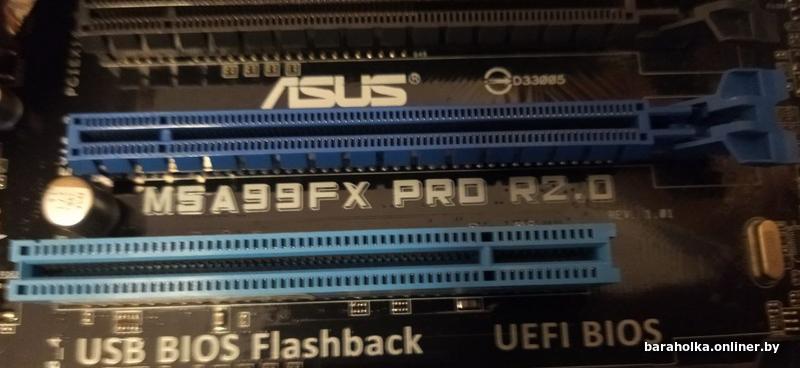 ASUS®
D33005
M5A99FX PRO R2.0
REV. 1.01
USB BIOS Flashback
UEFI BIOS
baraholka.onliner.by